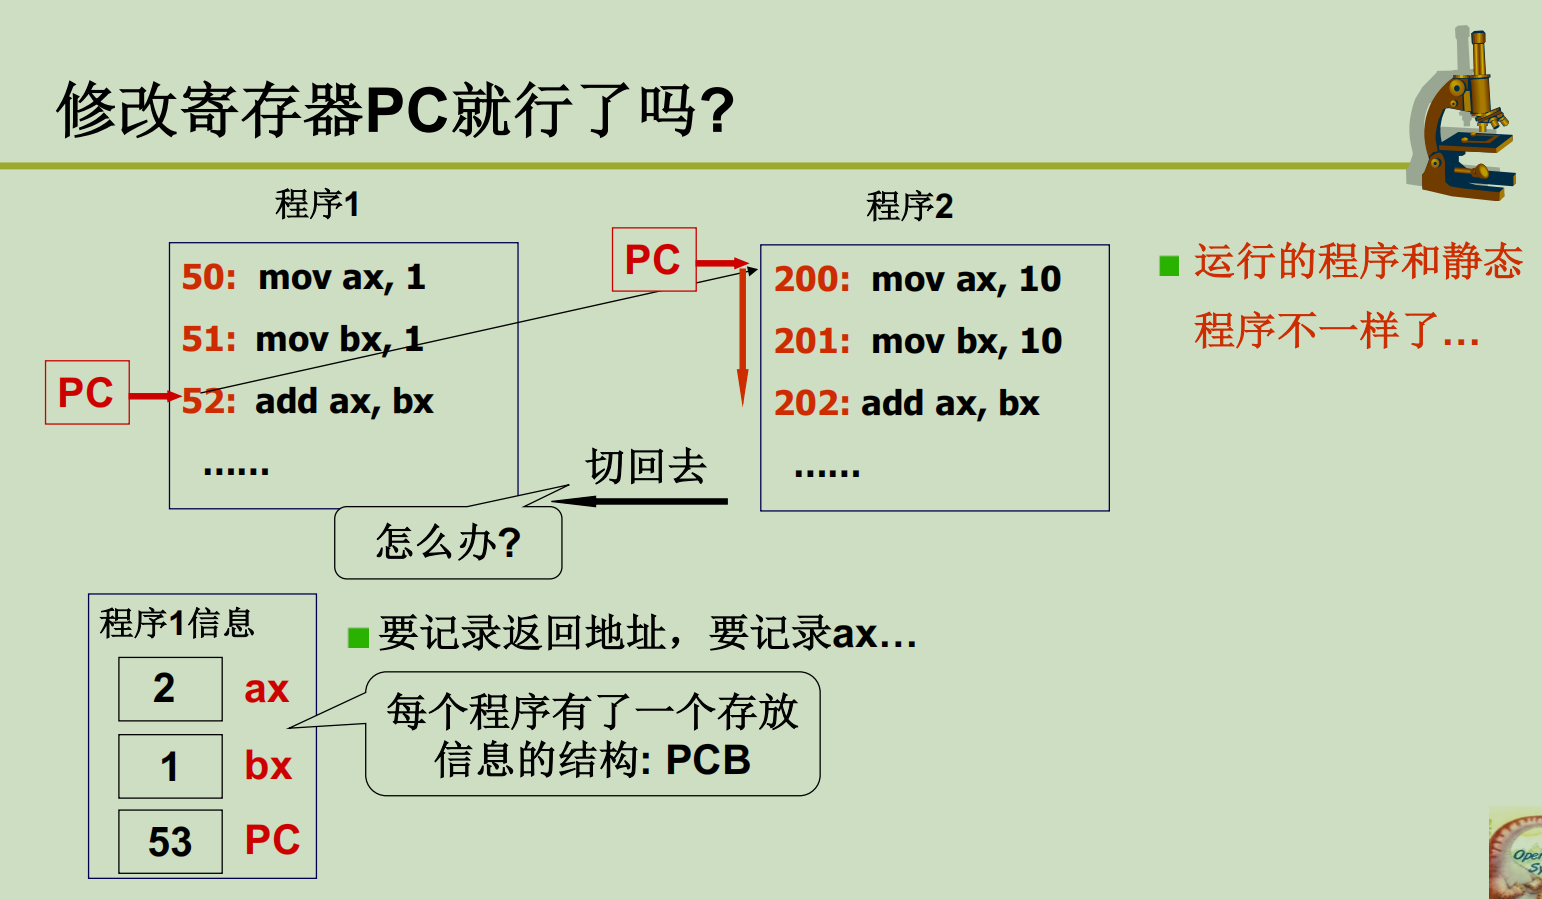 修改寄存器PC就行了吗?
程序1
程序2
50: mov ax, 1
51: mov bx, 1
52: add ax, bx
......
PC
PC
200: mov ax, 10
201: mov bx, 10
202: add ax, bx
......
运行的程序和静态
程序不一样了...
切回去
怎么办?
程序1信息
2 ax
1 bx
53 PC
要记录返回地址，要记录ax...
每个程序有了一个存放
信息的结构: PCB